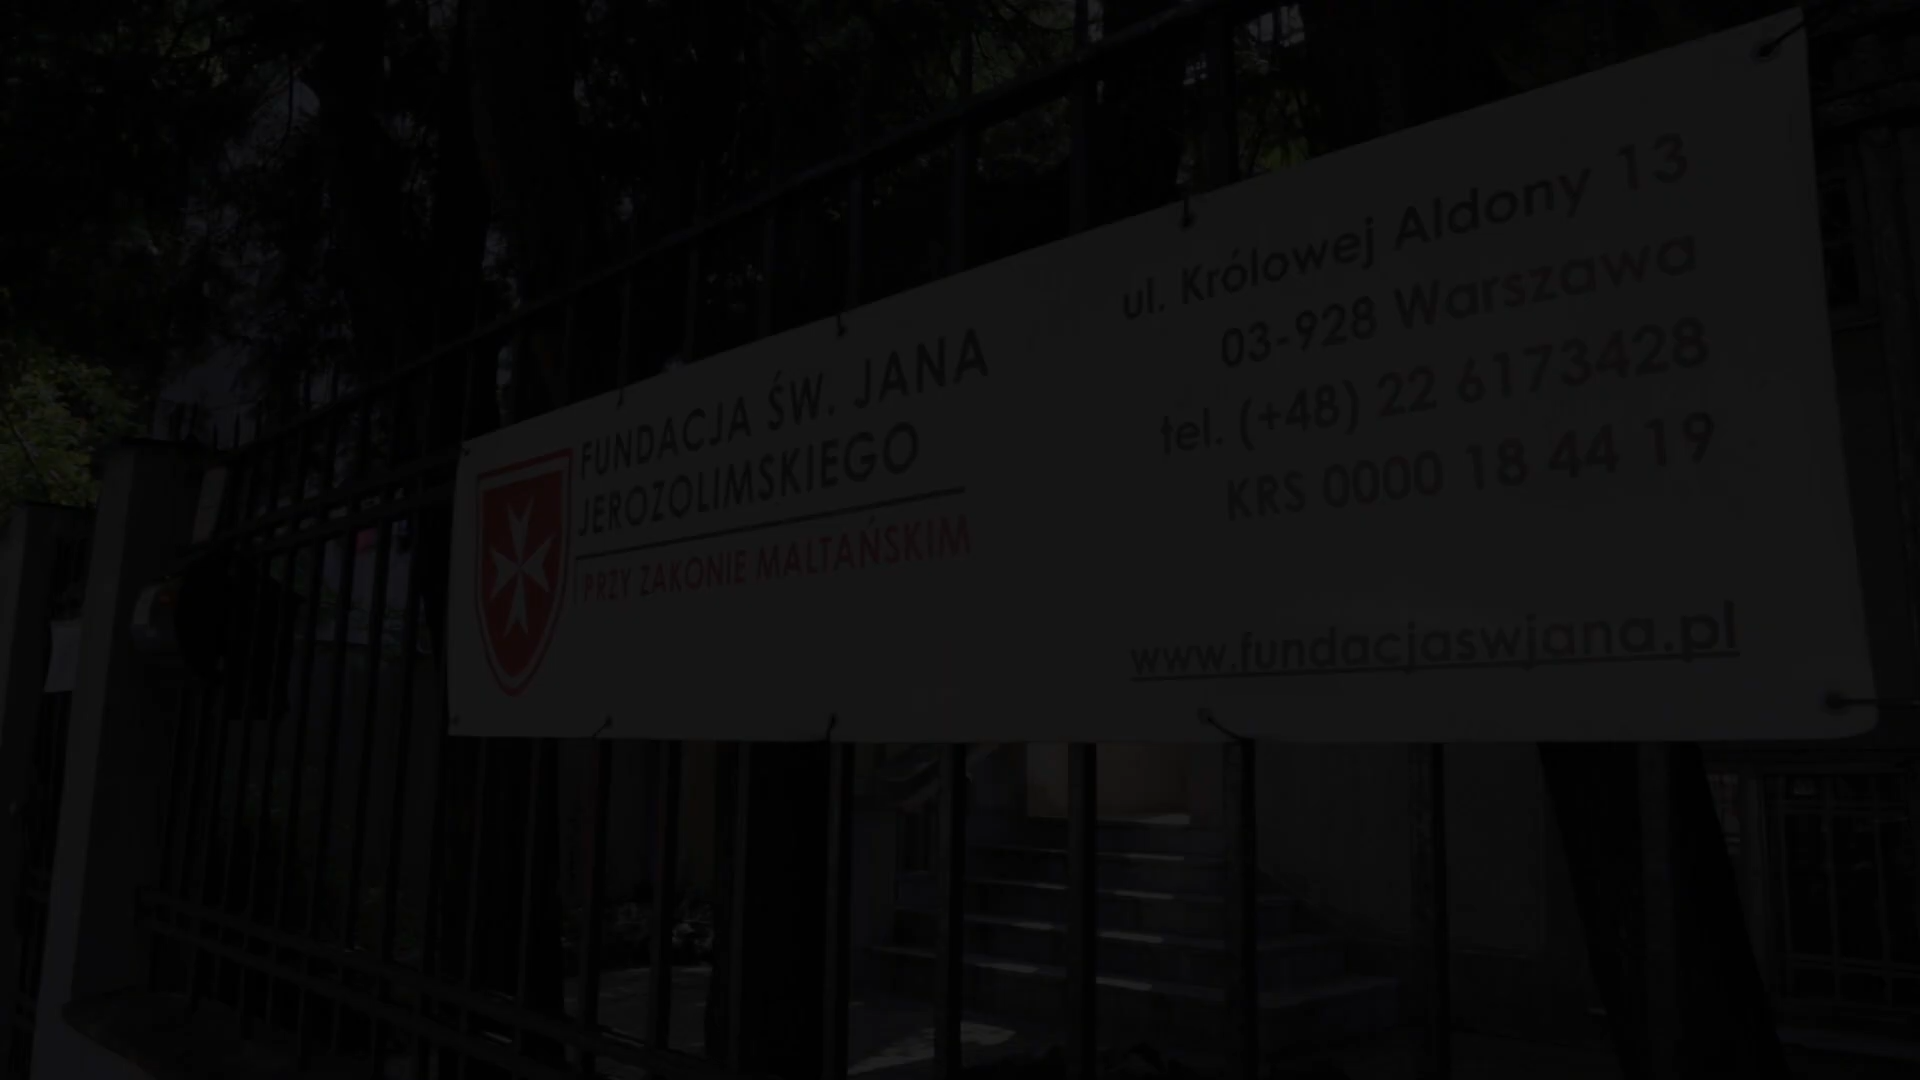 FUNDACJA ŚW. JANA
JEROZOLIMSKIEGO
PRZY ZAKONIE MALTAŃSKIM
ul. Królowej Aldony 13
03-928 Warszawa
tel. (+48) 22 6173428
KRS 0000 18 44 19
www.fundacjaswjana.pl